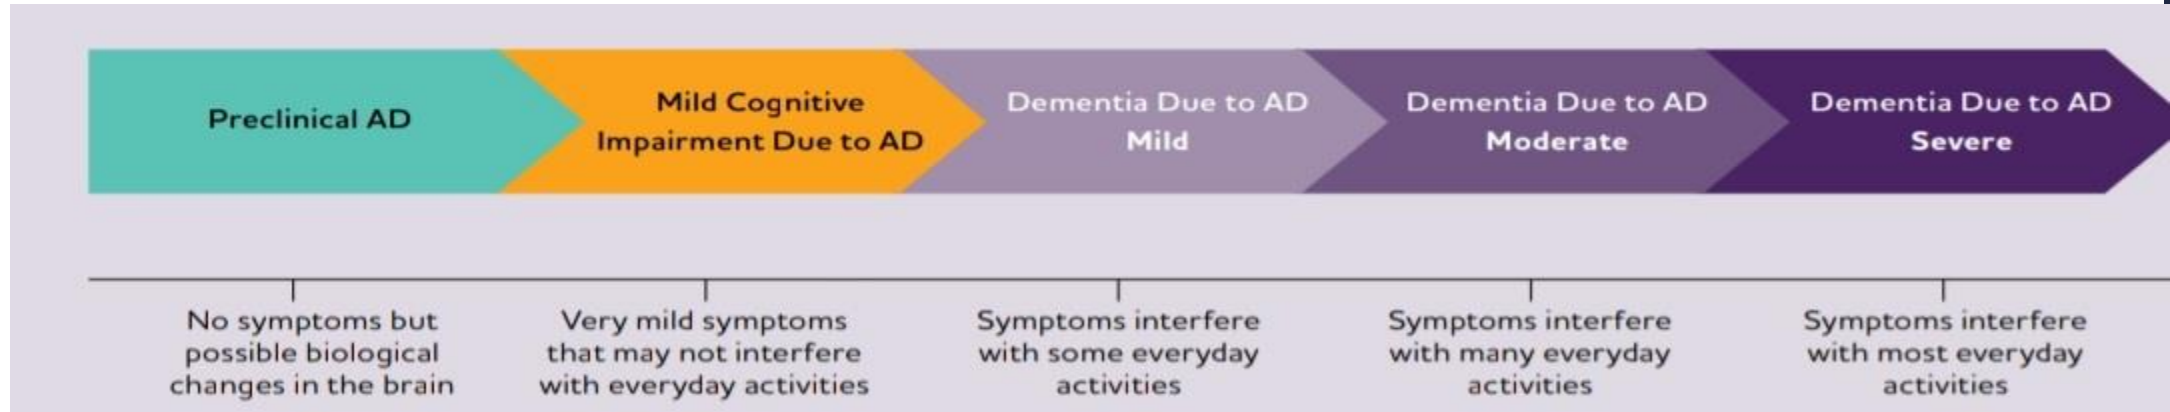 Preclinical AD
Mild Cognitive
Impairment Due to AD
Dementia Due to AD
Mild
Dementia Due to AD
Moderate
Dementia Due to AD
Severe
No symptoms but
possible biological
changes in the brain
Very mild symptoms
that may not interfere
with everyday activities
Symptoms interfere
with some everyday
activities
Symptoms interfere
with many everyday
activities
Symptoms interfere
with most everyday
activities